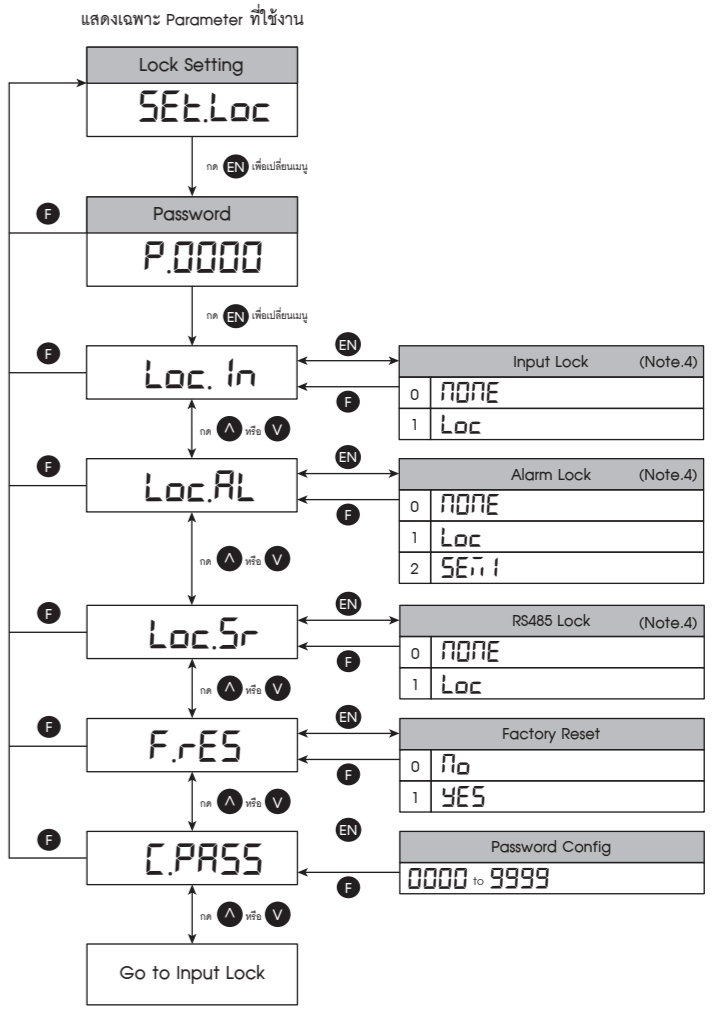 แสดงเฉพาะ Parameter ที่ใช้งาน
Lock Setting
SEt.Loc
กด EN เพื่อเปลี่ยนเมนู
F
Password
P.0000
กด EN เพื่อเปลี่ยนเมนู
F
Loc. In
EN
F
Input Lock (Note.4)
0 NONE
1 Loc
กด ^ หรือ V
F
Loc.AL
EN
F
Alarm Lock (Note.4)
0 NONE
1 Loc
2 SEM1
กด ^ หรือ V
F
Loc.Sr
EN
F
RS485 Lock (Note.4)
0 NONE
1 Loc
กด ^ หรือ V
F
F.rES
EN
F
Factory Reset
0 No
1 YES
กด ^ หรือ V
F
C.PASS
EN
F
Password Config
0000 to 9999
กด ^ หรือ V
Go to Input Lock